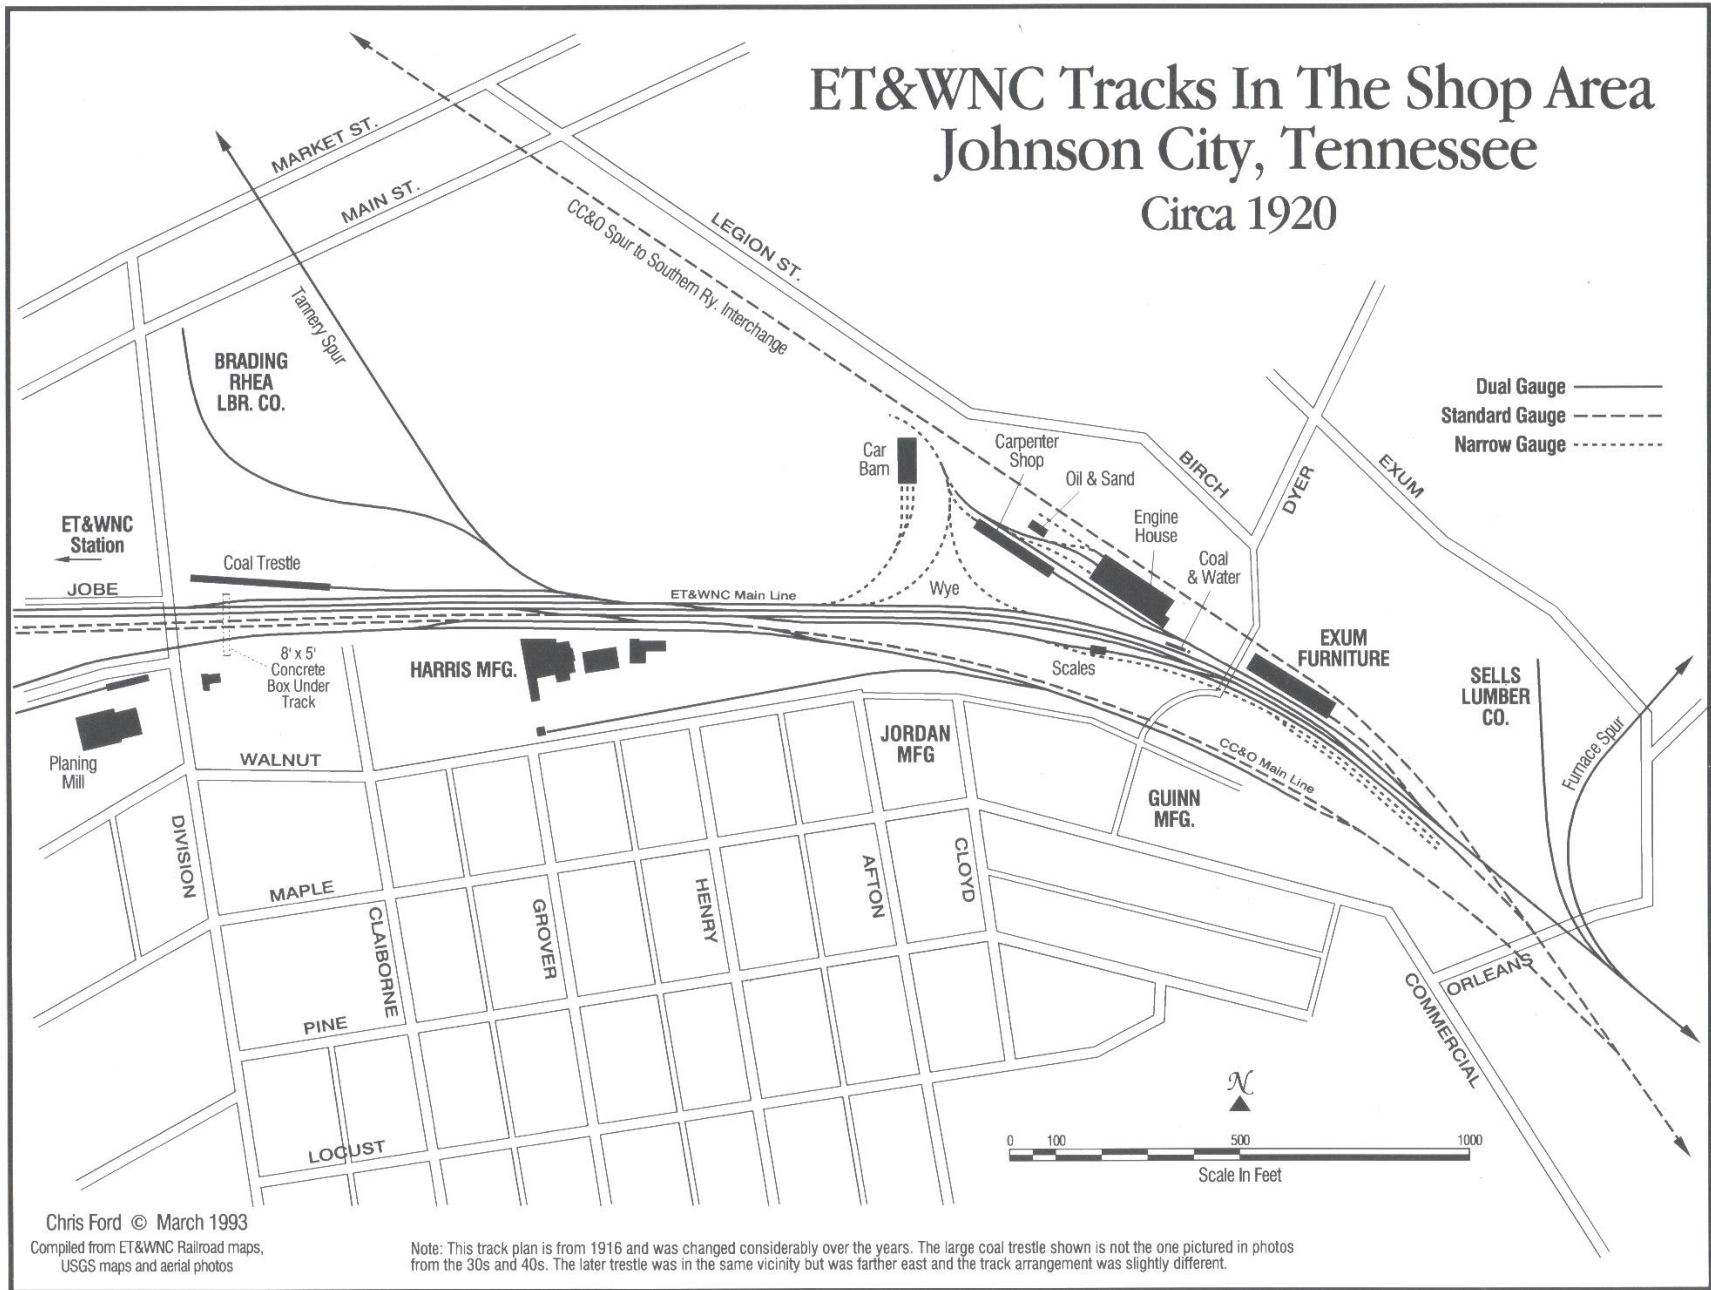 ET&WNC Tracks In The Shop Area
Johnson City, Tennessee
Circa 1920
MARKET ST.
MAIN ST.
LEGION ST.
CC&O Spur to Southern Ry. Interchange
Tannery Spur
BRADING
RHEA
LBR. CO.
Dual Gauge
Standard Gauge
Narrow Gauge
Car
Barn
Carpenter
Shop
Oil & Sand
BIRCH
DYER
EXUM
Engine
House
Coal
& Water
ET&WNC
Station
Coal Trestle
JOBE
ET&WNC Main Line
Wye
8' x 5'
Concrete
Box Under
Track
HARRIS MFG.
Scales
EXUM
FURNITURE
SELLS
LUMBER
CO.
Furnace Spur
Planing
Mill
WALNUT
JORDAN
MFG
CC&O Main Line
GUINN
MFG.
DIVISION
MAPLE
CLAIBORNE
GROVER
HENRY
AFTON
CLOYD
ORLEANS
COMMERCIAL
PINE
LOCUST
N
0 100 500 1000
Scale In Feet
Chris Ford © March 1993
Compiled from ET&WNC Railroad maps,
USGS maps and aerial photos
Note: This track plan is from 1916 and was changed considerably over the years. The large coal trestle shown is not the one pictured in photos
from the 30s and 40s. The later trestle was in the same vicinity but was farther east and the track arrangement was slightly different.